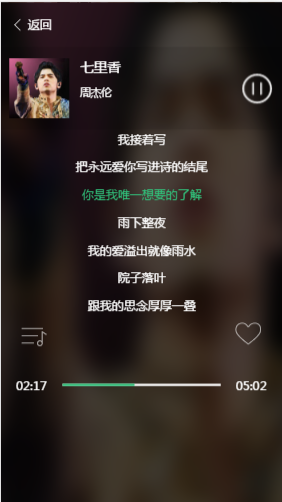 返回
七里香
周杰伦
我接着写
把永远爱你写进诗的结尾
你是我唯一想要的了解
雨下整夜
我的爱溢出就像雨水
院子落叶
跟我的思念厚厚一叠
02:17
05:02